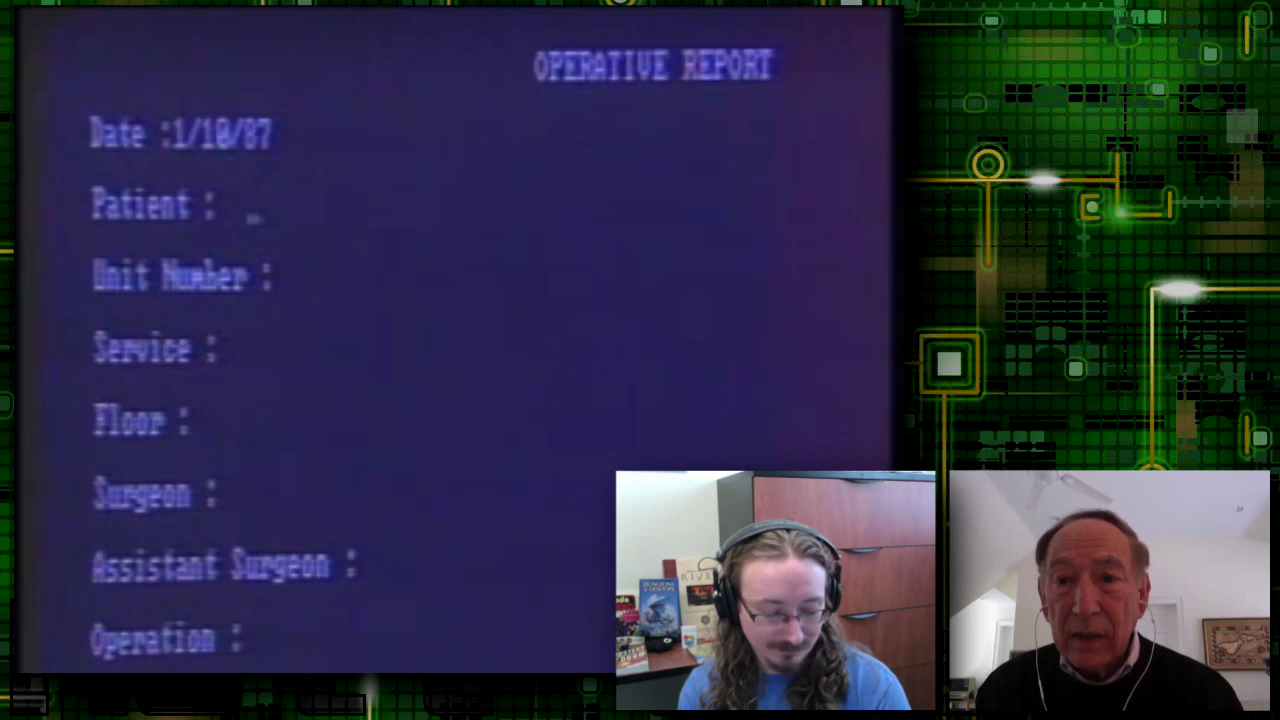 OPERATIVE REPORT
Date :1/10/87
Patient : _
Unit Number :
Service :
Floor :
Surgeon :
Assistant Surgeon :
Operation :